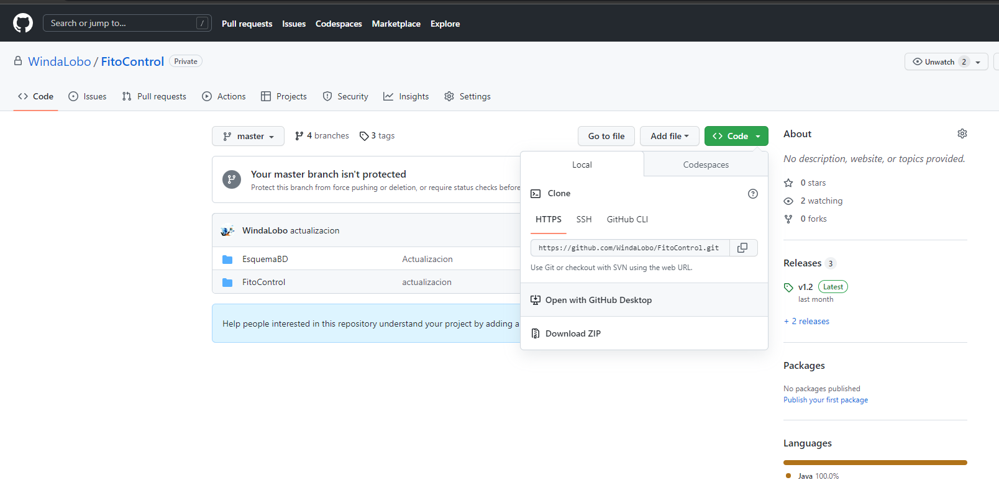 Search or jump to... /
Pull requests Issues Codespaces Marketplace Explore
WindaLobo / FitoControl Private
Unwatch 2
Code Issues Pull requests Actions Projects Security Insights Settings
master 4 branches 3 tags
Go to file Add file Code
Your master branch isn't protected
Protect this branch from force pushing or deletion, or require status checks before
WindaLobo actualizacion
EsquemaBD Actualizacion
FitoControl actualizacion
Help people interested in this repository understand your project by adding a
Local Codespaces
Clone
HTTPS SSH GitHub CLI
https://github.com/WindaLobo/FitoControl.git
Use Git or checkout with SVN using the web URL.
Open with GitHub Desktop
Download ZIP
About
No description, website, or topics provided.
0 stars
2 watching
0 forks
Releases 3
v1.2 Latest
last month
+ 2 releases
Packages
No packages published
Publish your first package
Languages
Java 100.0%